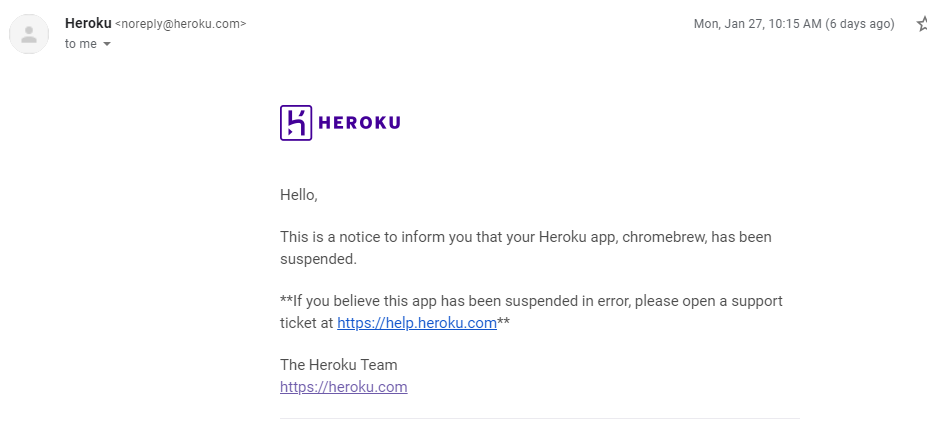 Heroku <noreply@heroku.com>
Mon, Jan 27, 10:15 AM (6 days ago)
to me
HEROKU
Hello,
This is a notice to inform you that your Heroku app, chromebrew, has been
suspended.
**If you believe this app has been suspended in error, please open a support
ticket at https://help.heroku.com**
The Heroku Team
https://heroku.com